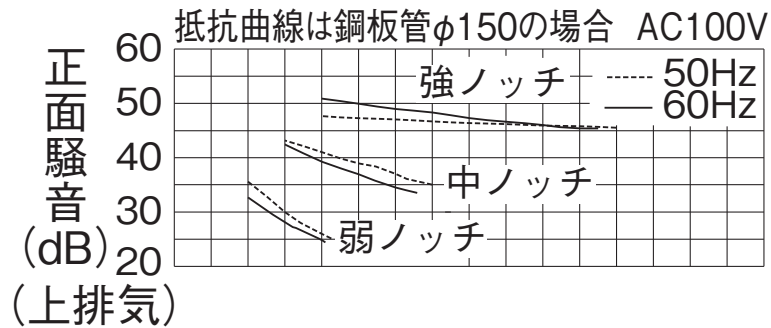 抵抗曲線は鋼板管φ150の場合 AC100V
正面騒音
(dB)
(上排気)
60
50
40
30
20
強ノッチ
50Hz
60Hz
中ノッチ
弱ノッチ